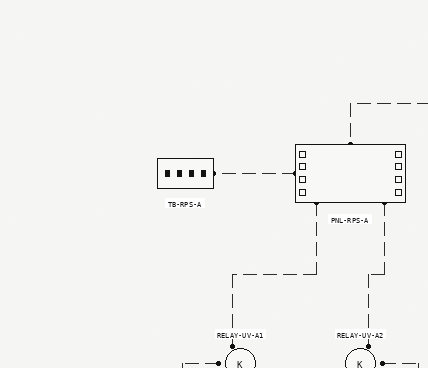 TB-RPS-A
PNL-RPS-A
RELAY-UV-A1
RELAY-UV-A2
K
K